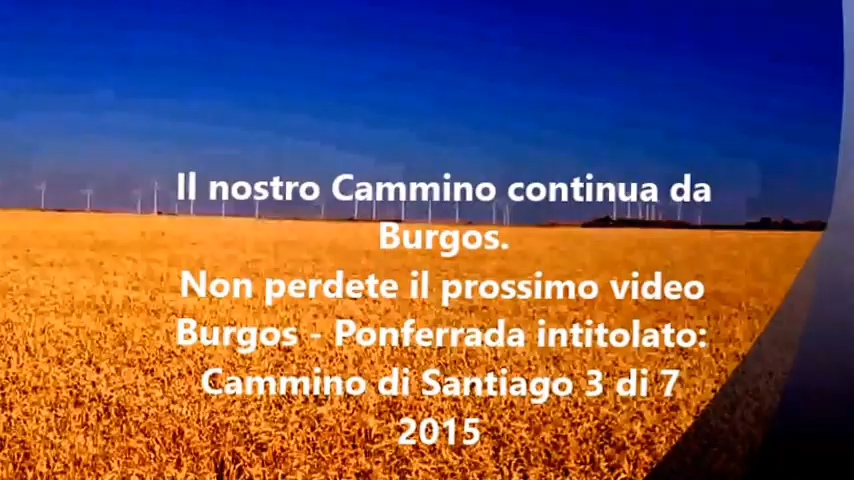 Il nostro Cammino continua da
Burgos.
Non perdete il prossimo video
Burgos - Ponferrada intitolato:
Cammino di Santiago 3 di 7
2015